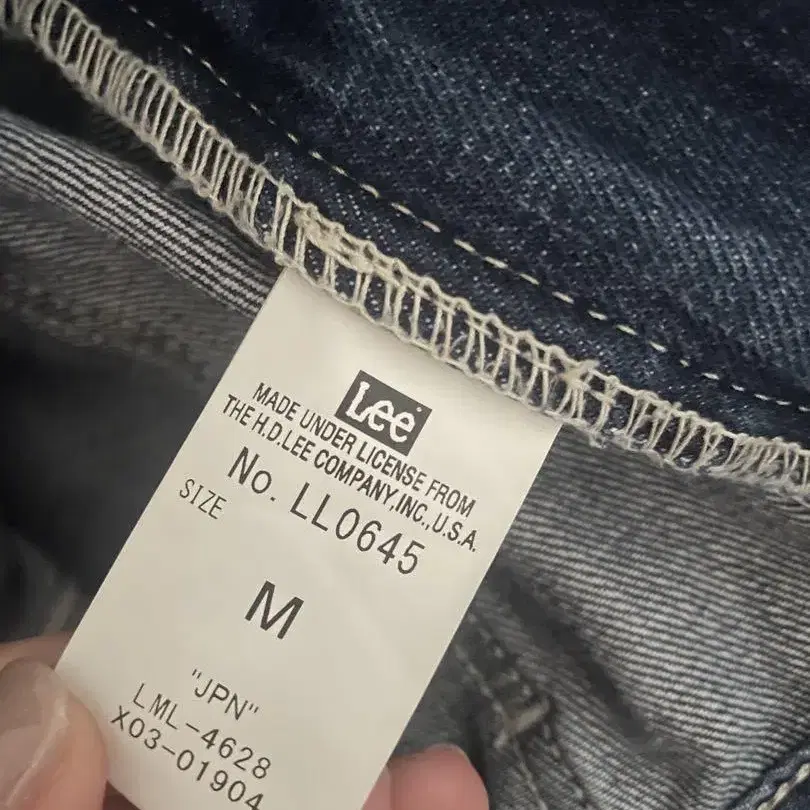 Lee
MADE UNDER LICENSE FROM
THE H.D.LEE COMPANY,INC.,U.S.A.
No. LL0645
SIZE
M
"JPN"
LML-4628
X03-01904